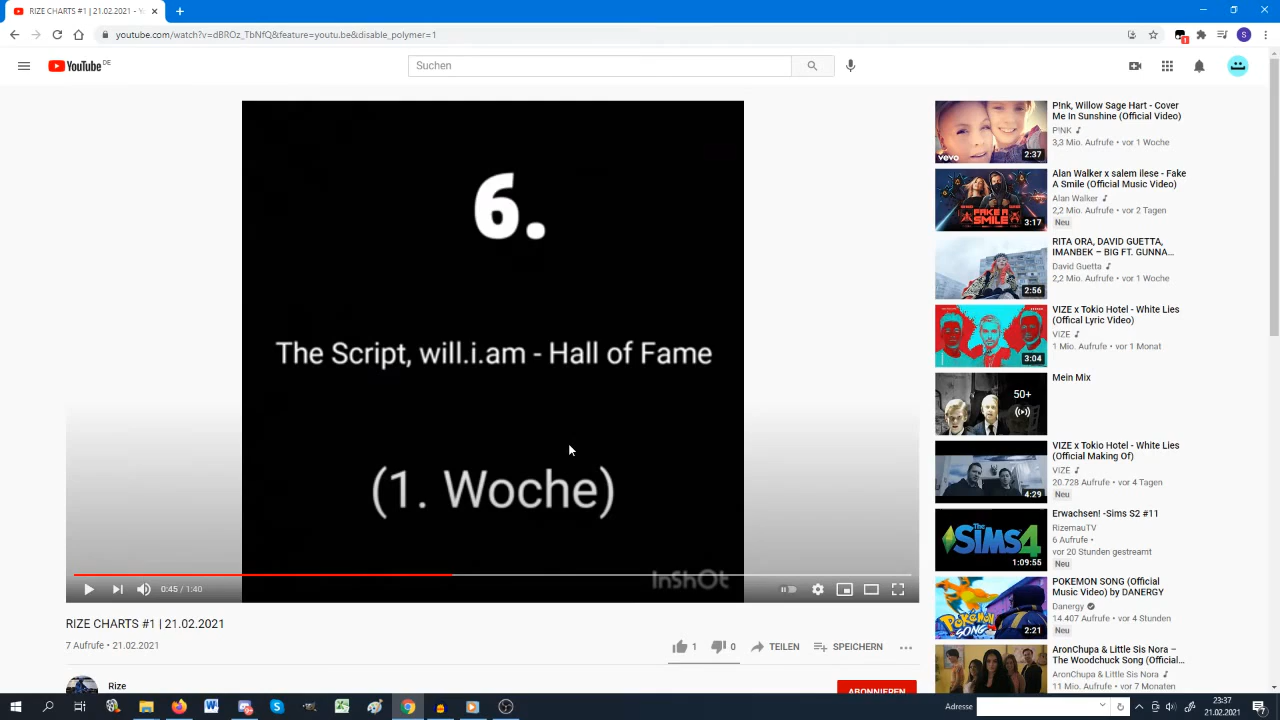 RIZE CHARTS #1 | 21.02.2021 - Yo
youtube.com/watch?v=dBROz_TbNfQ&feature=youtu.be&disable_polymer=1
1
S
YouTube DE
Suchen
6.
The Script, will.i.am - Hall of Fame
(1. Woche)
InShOt
0:45 / 1:40
RIZE CHARTS #1 | 21.02.2021
7 Aufrufe • 21.02.2021
1
0
TEILEN
SPEICHERN
Rize
ABONNIEREN
vevo
2:37
P!nk, Willow Sage Hart - Cover
Me In Sunshine (Official Video)
P!NK
3,3 Mio. Aufrufe • vor 1 Woche
FAKE A
SMILE
3:17
Alan Walker x salem ilese - Fake
A Smile (Official Music Video)
Alan Walker
2,2 Mio. Aufrufe • vor 2 Tagen
Neu
2:56
RITA ORA, DAVID GUETTA,
IMANBEK – BIG FT. GUNNA...
David Guetta
2,2 Mio. Aufrufe • vor 1 Woche
3:04
VIZE x Tokio Hotel - White Lies
(Offical Lyric Video)
VIZE
1 Mio. Aufrufe • vor 1 Monat
50+
Mein Mix
4:29
VIZE x Tokio Hotel - White Lies
(Official Making Of)
VIZE
20.728 Aufrufe • vor 4 Tagen
Neu
The SIMS 4
1:09:55
Erwachsen! -Sims S2 #11
RizemauTV
6 Aufrufe •
vor 20 Stunden gestreamt
Neu
Pokémon SONG
2:21
POKEMON SONG (Official
Music Video) by DANERGY
Danergy
14.407 Aufrufe • vor 4 Stunden
Neu
AronChupa & Little Sis Nora –
The Woodchuck Song (Official...
AronChupa & Little Sis Nora
11 Mio. Aufrufe • vor 7 Monaten
Adresse
23:37
21.02.2021